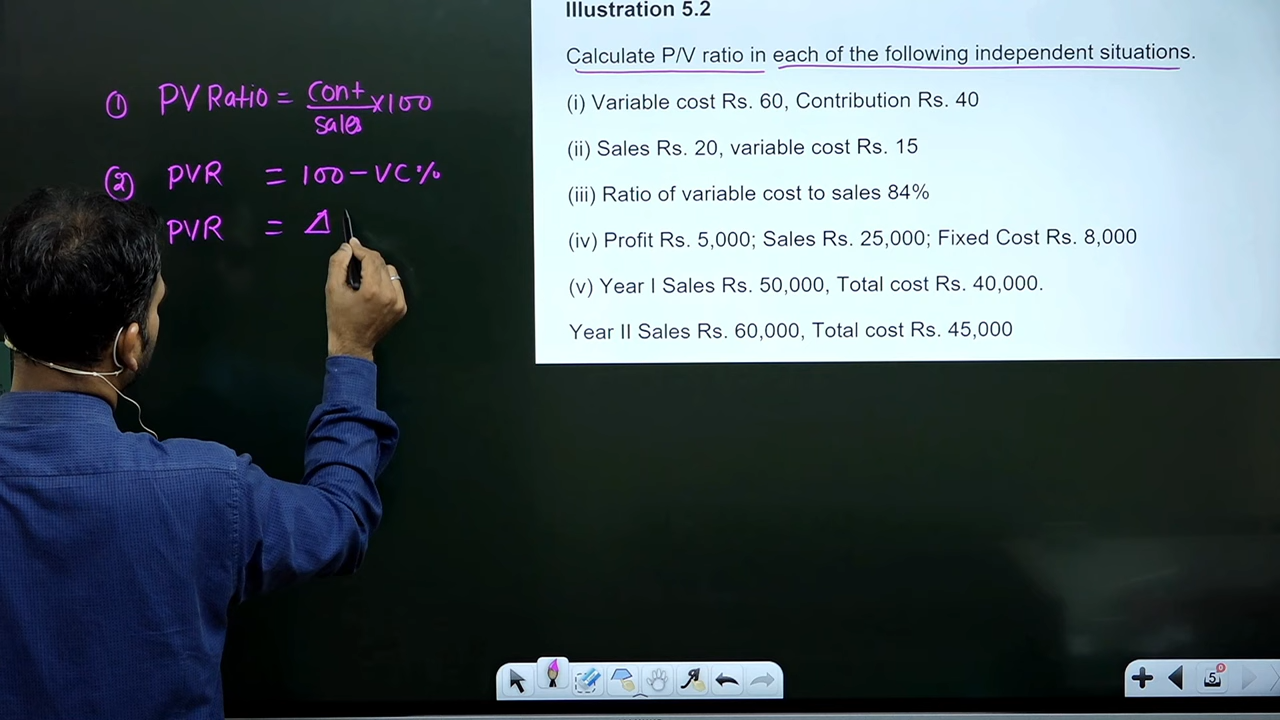 Illustration 5.2
Calculate P/V ratio in each of the following independent situations.
(i) Variable cost Rs. 60, Contribution Rs. 40
(ii) Sales Rs. 20, variable cost Rs. 15
(iii) Ratio of variable cost to sales 84%
(iv) Profit Rs. 5,000; Sales Rs. 25,000; Fixed Cost Rs. 8,000
(v) Year I Sales Rs. 50,000, Total cost Rs. 40,000.
Year II Sales Rs. 60,000, Total cost Rs. 45,000
① PV Ratio = Cont/sales × 100
② PVR = 100 - VC%
PVR = Δ
5
0